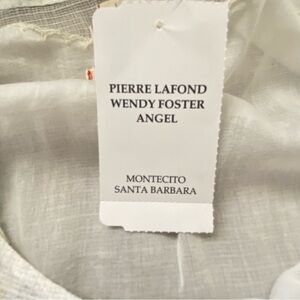 PIERRE LAFOND
WENDY FOSTER
ANGEL
MONTECITO
SANTA BARBARA